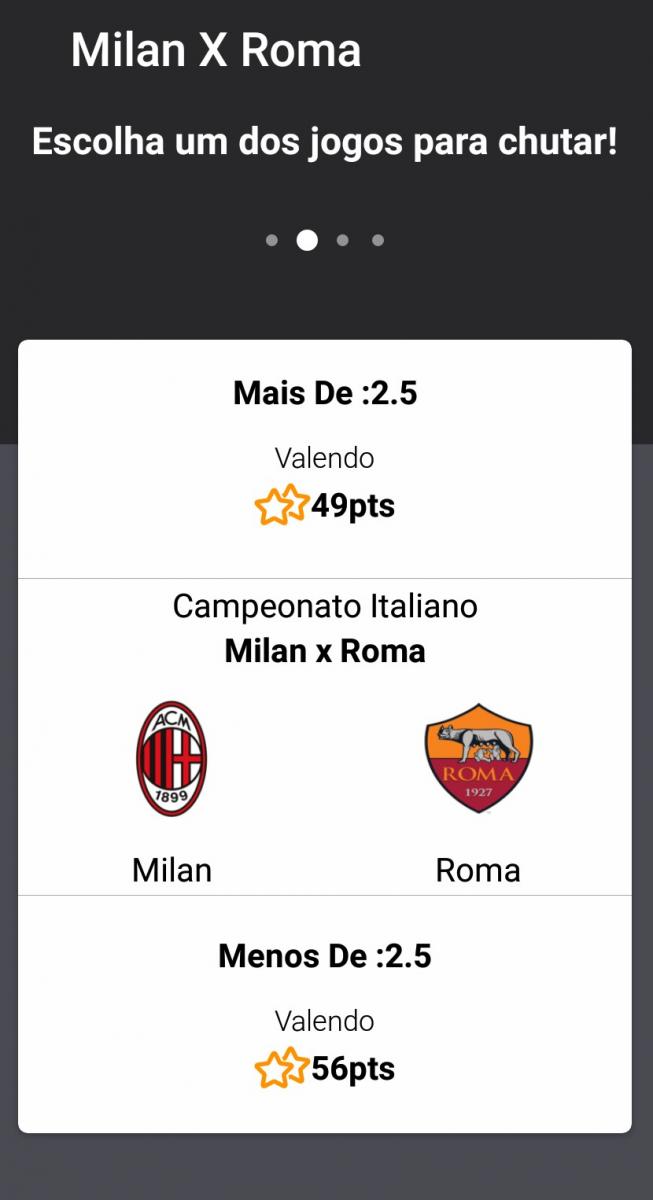 Milan X Roma
Escolha um dos jogos para chutar!
Mais De :2.5
Valendo
49pts
Campeonato Italiano
Milan x Roma
ACM
1899
ROMA
1927
Milan
Roma
Menos De :2.5
Valendo
56pts